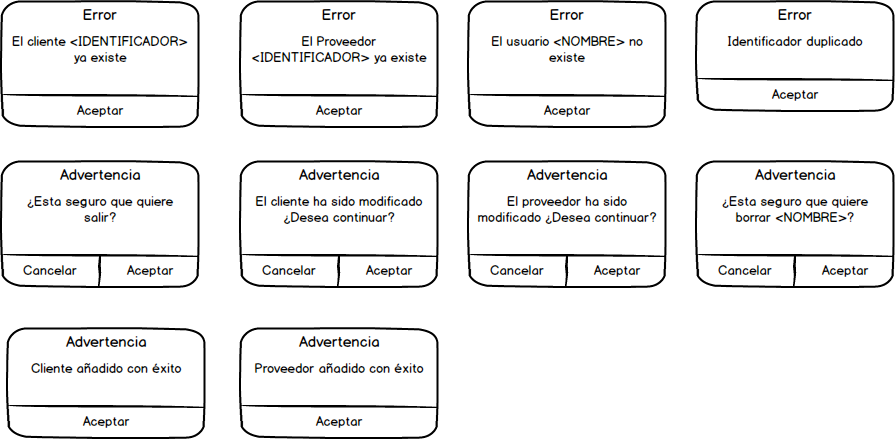 Error
El cliente <IDENTIFICADOR>
ya existe
Aceptar
Error
El Proveedor
<IDENTIFICADOR> ya existe
Aceptar
Error
El usuario <NOMBRE> no
existe
Aceptar
Error
Identificador duplicado
Aceptar
Advertencia
¿Esta seguro que quiere
salir?
Cancelar Aceptar
Advertencia
El cliente ha sido modificado
¿Desea continuar?
Cancelar Aceptar
Advertencia
El proveedor ha sido
modificado ¿Desea continuar?
Cancelar Aceptar
Advertencia
¿Esta seguro que quiere
borrar <NOMBRE>?
Cancelar Aceptar
Advertencia
Cliente añadido con éxito
Aceptar
Advertencia
Proveedor añadido con éxito
Aceptar